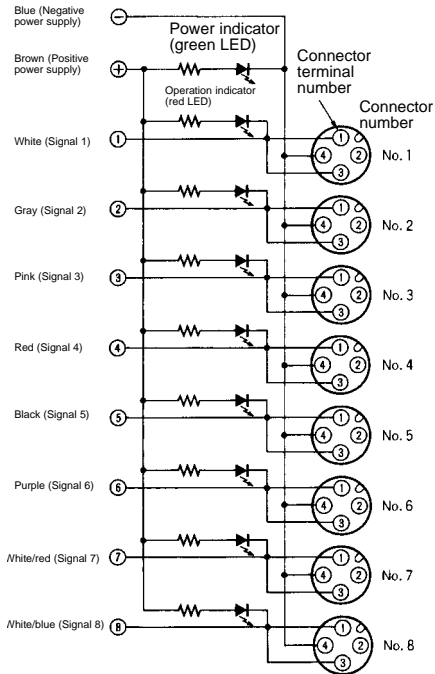 Blue (Negative
power supply)
−
Power indicator
(green LED)
Brown (Positive
power supply)
+
Connector
terminal
number
Operation indicator
(red LED)
Connector
number
White (Signal 1)
1
1
4 2
3
No. 1
Gray (Signal 2)
2
1
4 2
3
No. 2
Pink (Signal 3)
3
1
4 2
3
No. 3
Red (Signal 4)
4
1
4 2
3
No. 4
Black (Signal 5)
5
1
4 2
3
No. 5
Purple (Signal 6)
6
1
4 2
3
No. 6
White/red (Signal 7)
7
1
4 2
3
No. 7
White/blue (Signal 8)
8
1
4 2
3
No. 8